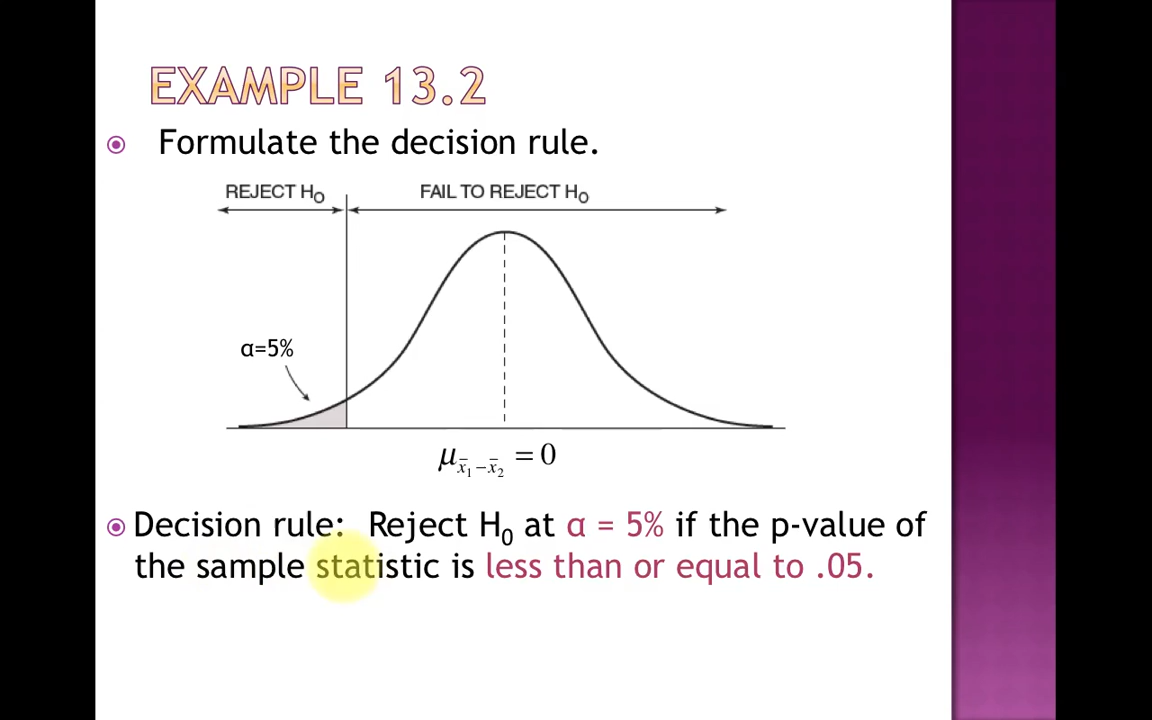 EXAMPLE 13.2
Formulate the decision rule.
REJECT H₀
FAIL TO REJECT H₀
α=5%
μ x̄₁−x̄₂ = 0
Decision rule: Reject H₀ at α = 5% if the p-value of
the sample statistic is less than or equal to .05.